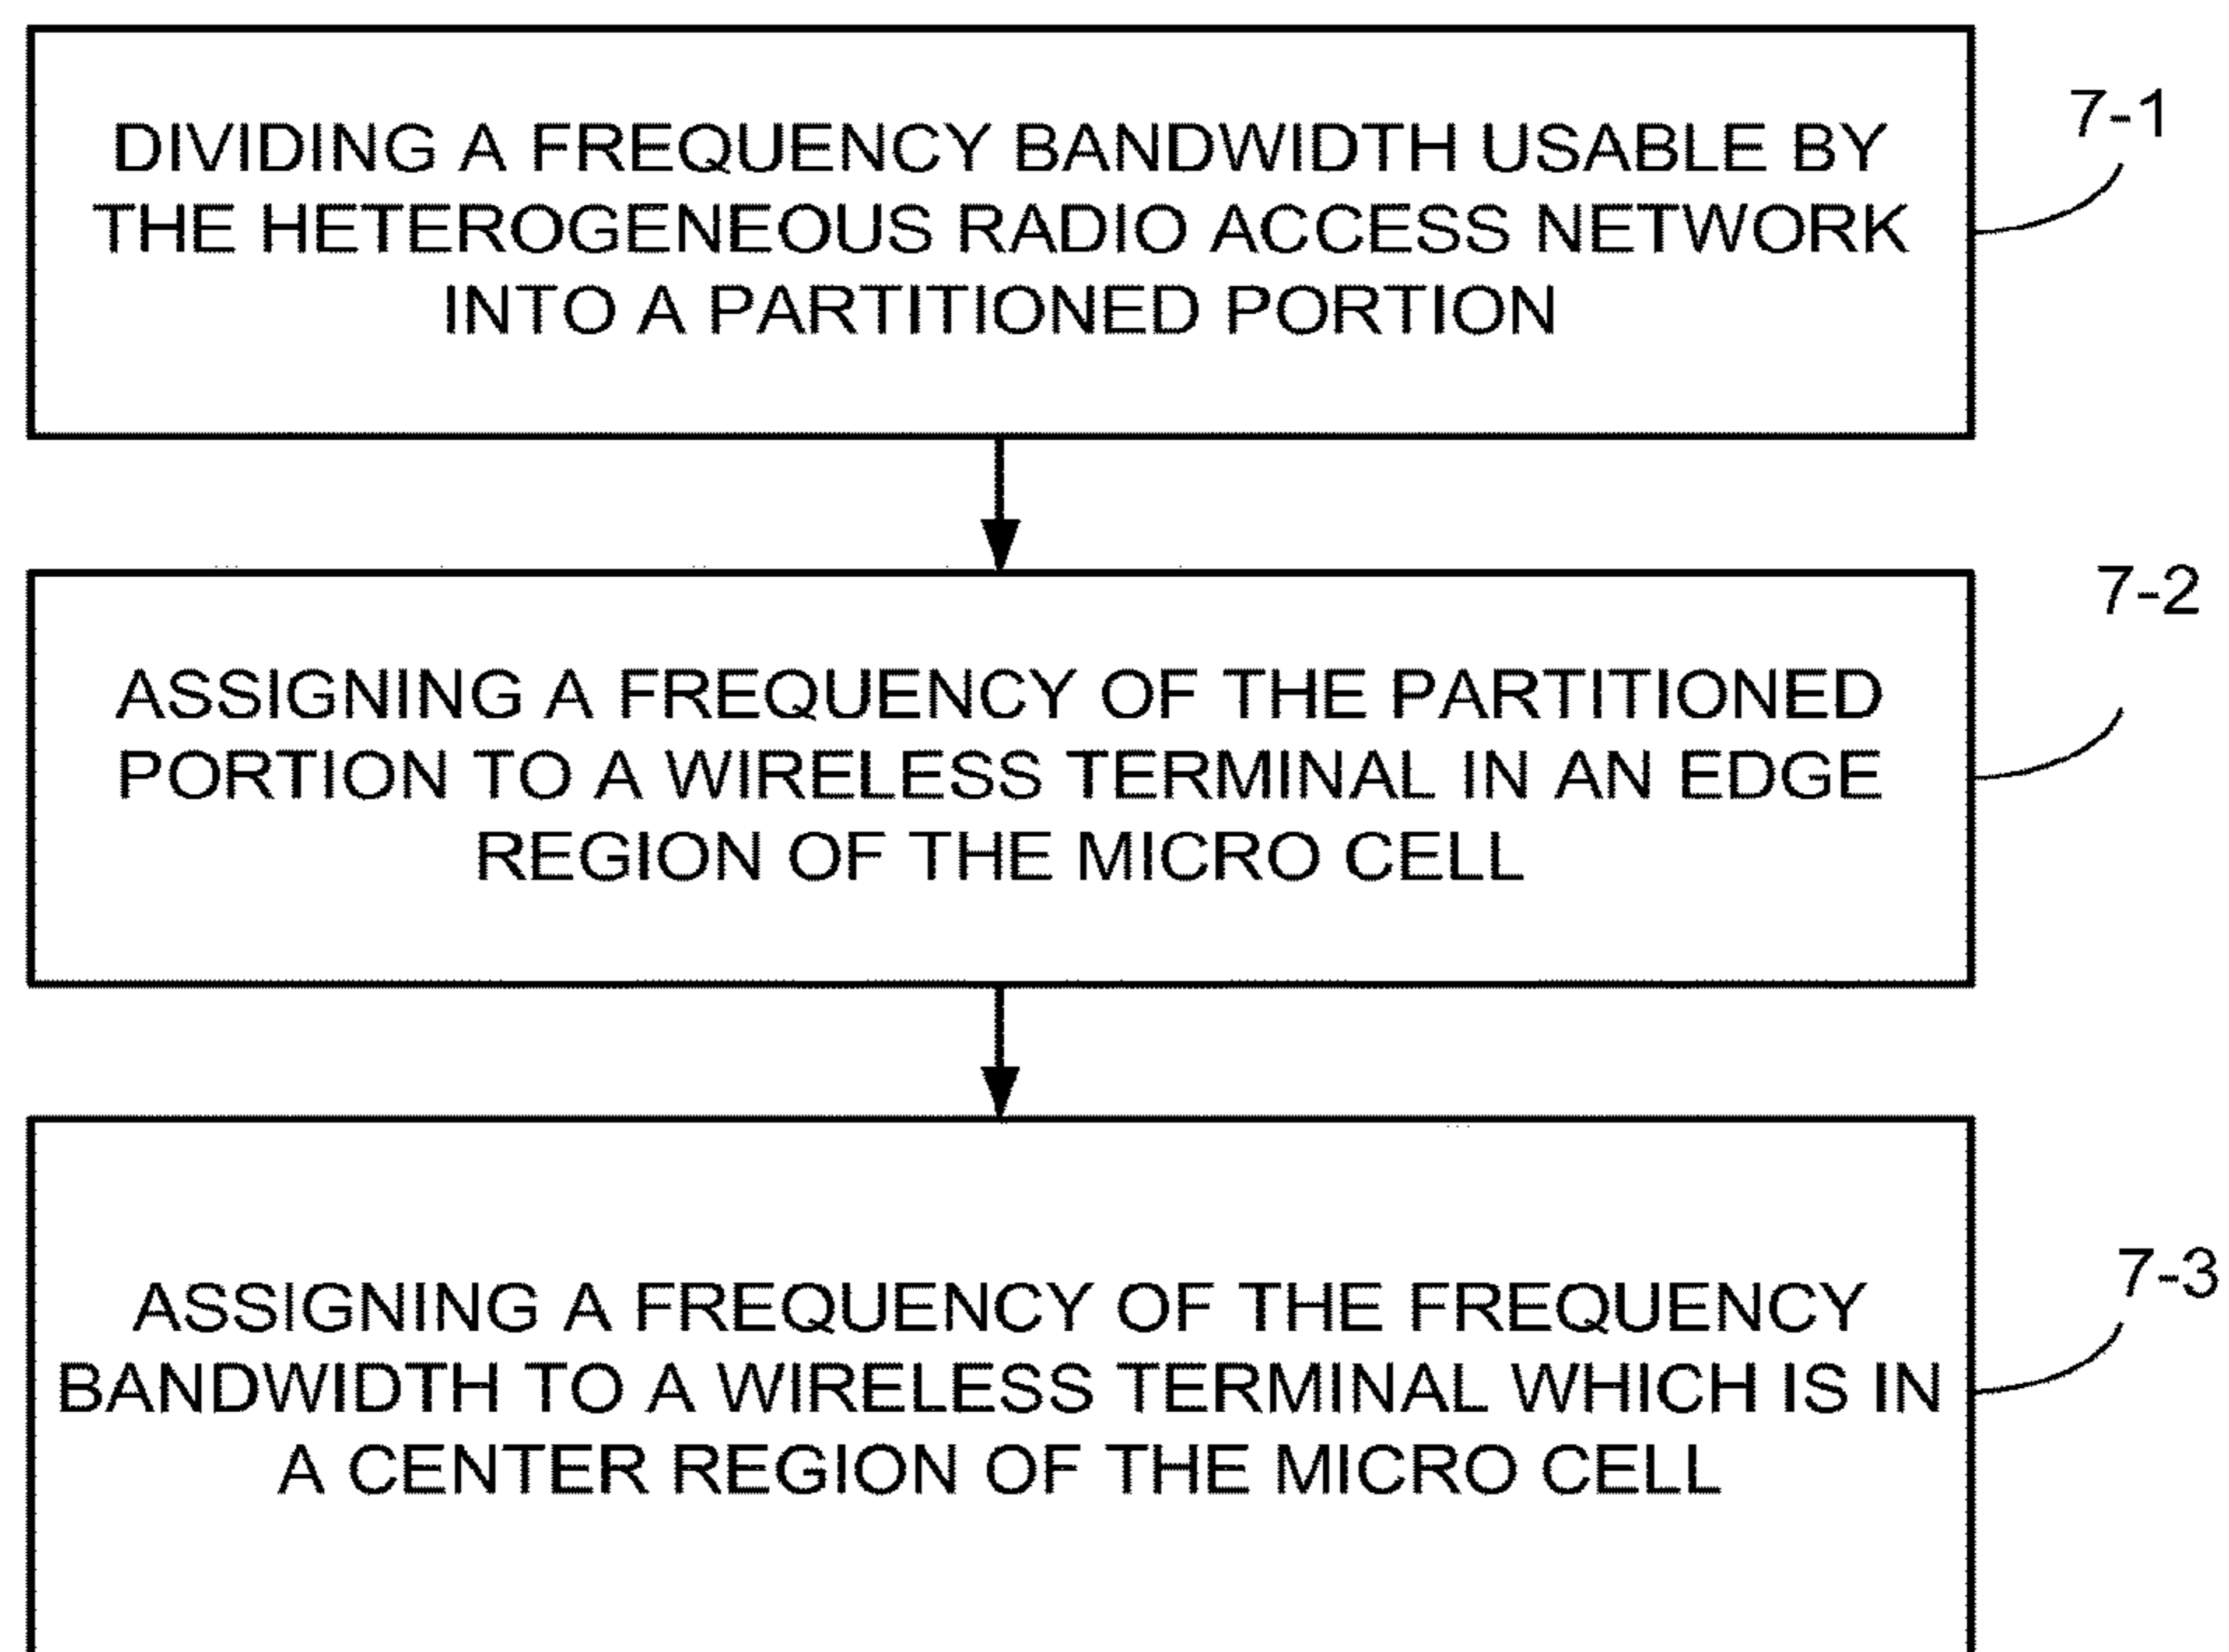 DIVIDING A FREQUENCY BANDWIDTH USABLE BY
THE HETEROGENEOUS RADIO ACCESS NETWORK
INTO A PARTITIONED PORTION
7-1
ASSIGNING A FREQUENCY OF THE PARTITIONED
PORTION TO A WIRELESS TERMINAL IN AN EDGE
REGION OF THE MICRO CELL
7-2
ASSIGNING A FREQUENCY OF THE FREQUENCY
BANDWIDTH TO A WIRELESS TERMINAL WHICH IS IN
A CENTER REGION OF THE MICRO CELL
7-3